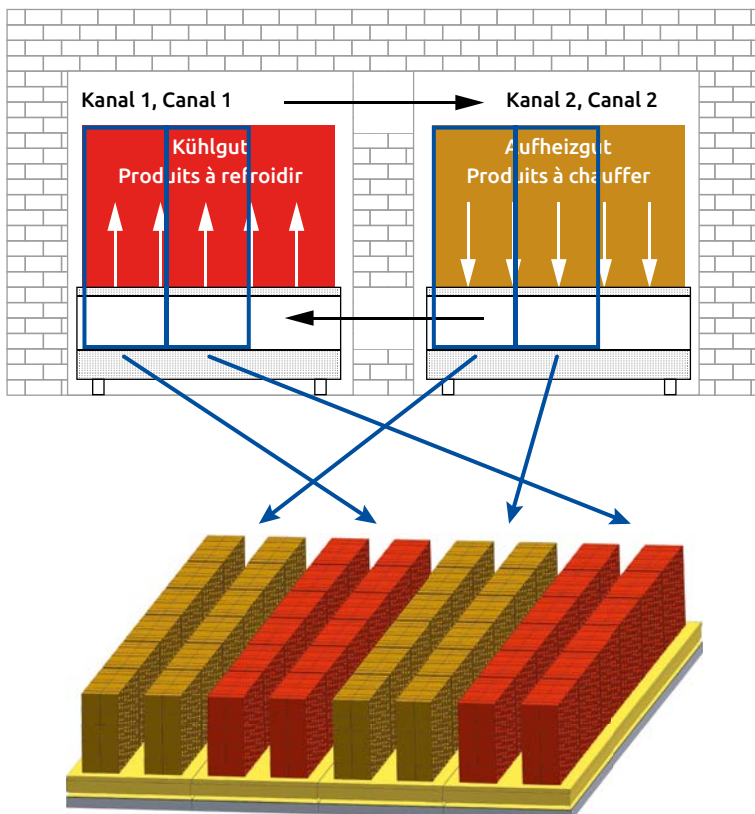 Kanal 1, Canal 1
Kanal 2, Canal 2
Kühlgut
Produits à refroidir
Aufheizgut
Produits à chauffer